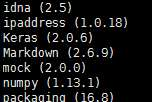 idna (2.5)
ipaddress (1.0.18)
Keras (2.0.6)
Markdown (2.6.9)
mock (2.0.0)
numpy (1.13.1)
packaging (16.8)